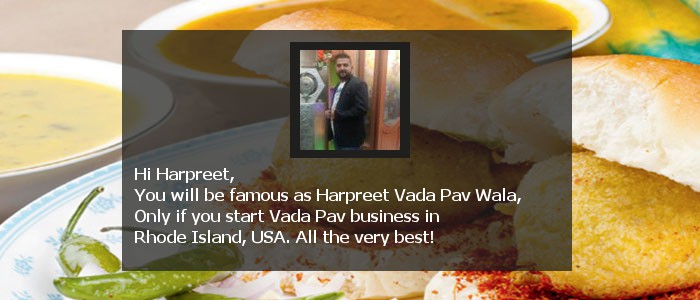 Hi Harpreet,
You will be famous as Harpreet Vada Pav Wala,
Only if you start Vada Pav business in
Rhode Island, USA. All the very best!